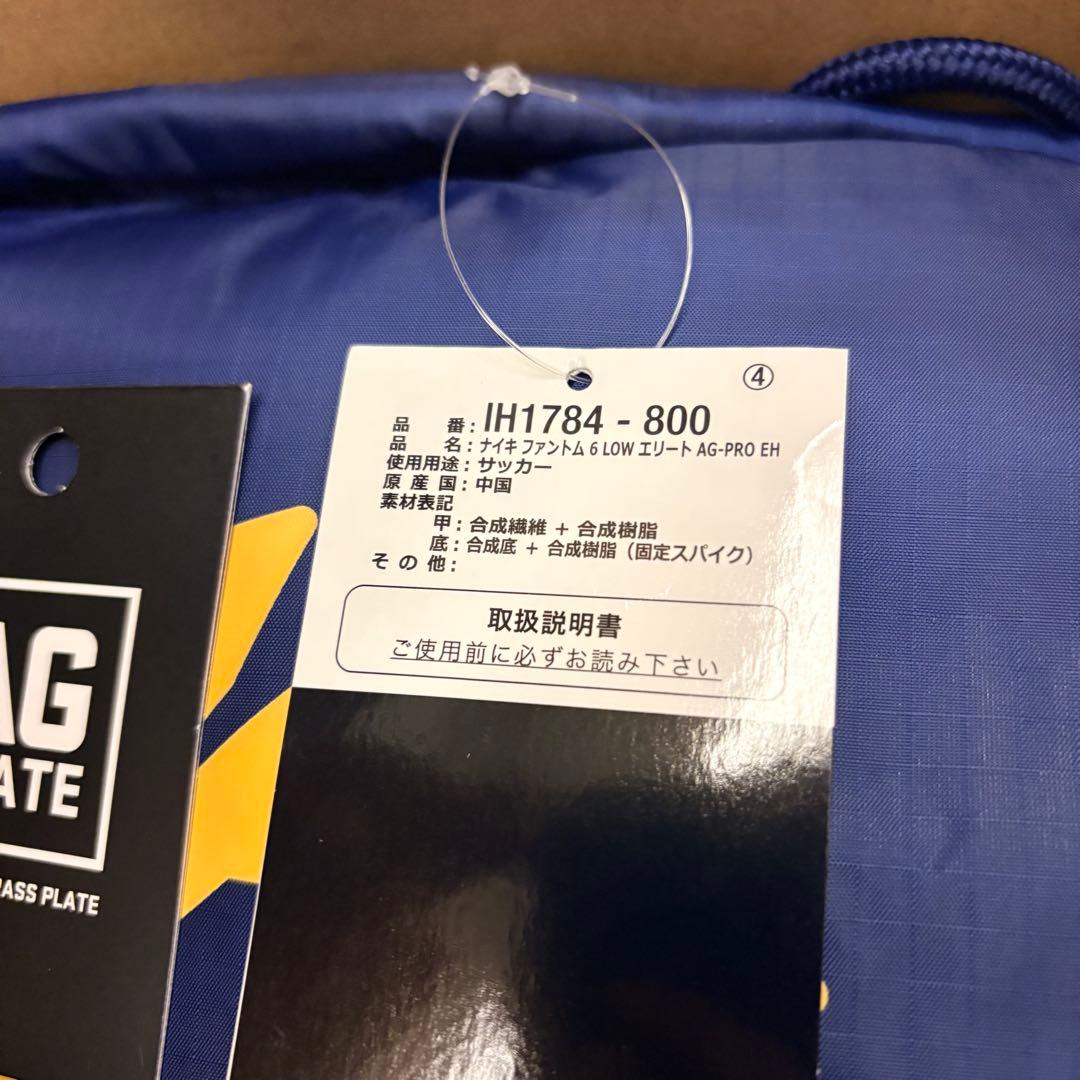 ④
品 番: IH1784 - 800
品 名: ナイキ ファントム 6 LOW エリート AG-PRO EH
使用用途: サッカー
原 産 国: 中国
素材表記
甲: 合成繊維 + 合成樹脂
底: 合成底 + 合成樹脂（固定スパイク）
そ の 他:
取扱説明書
ご使用前に必ずお読み下さい
AG
ATE
PLATE